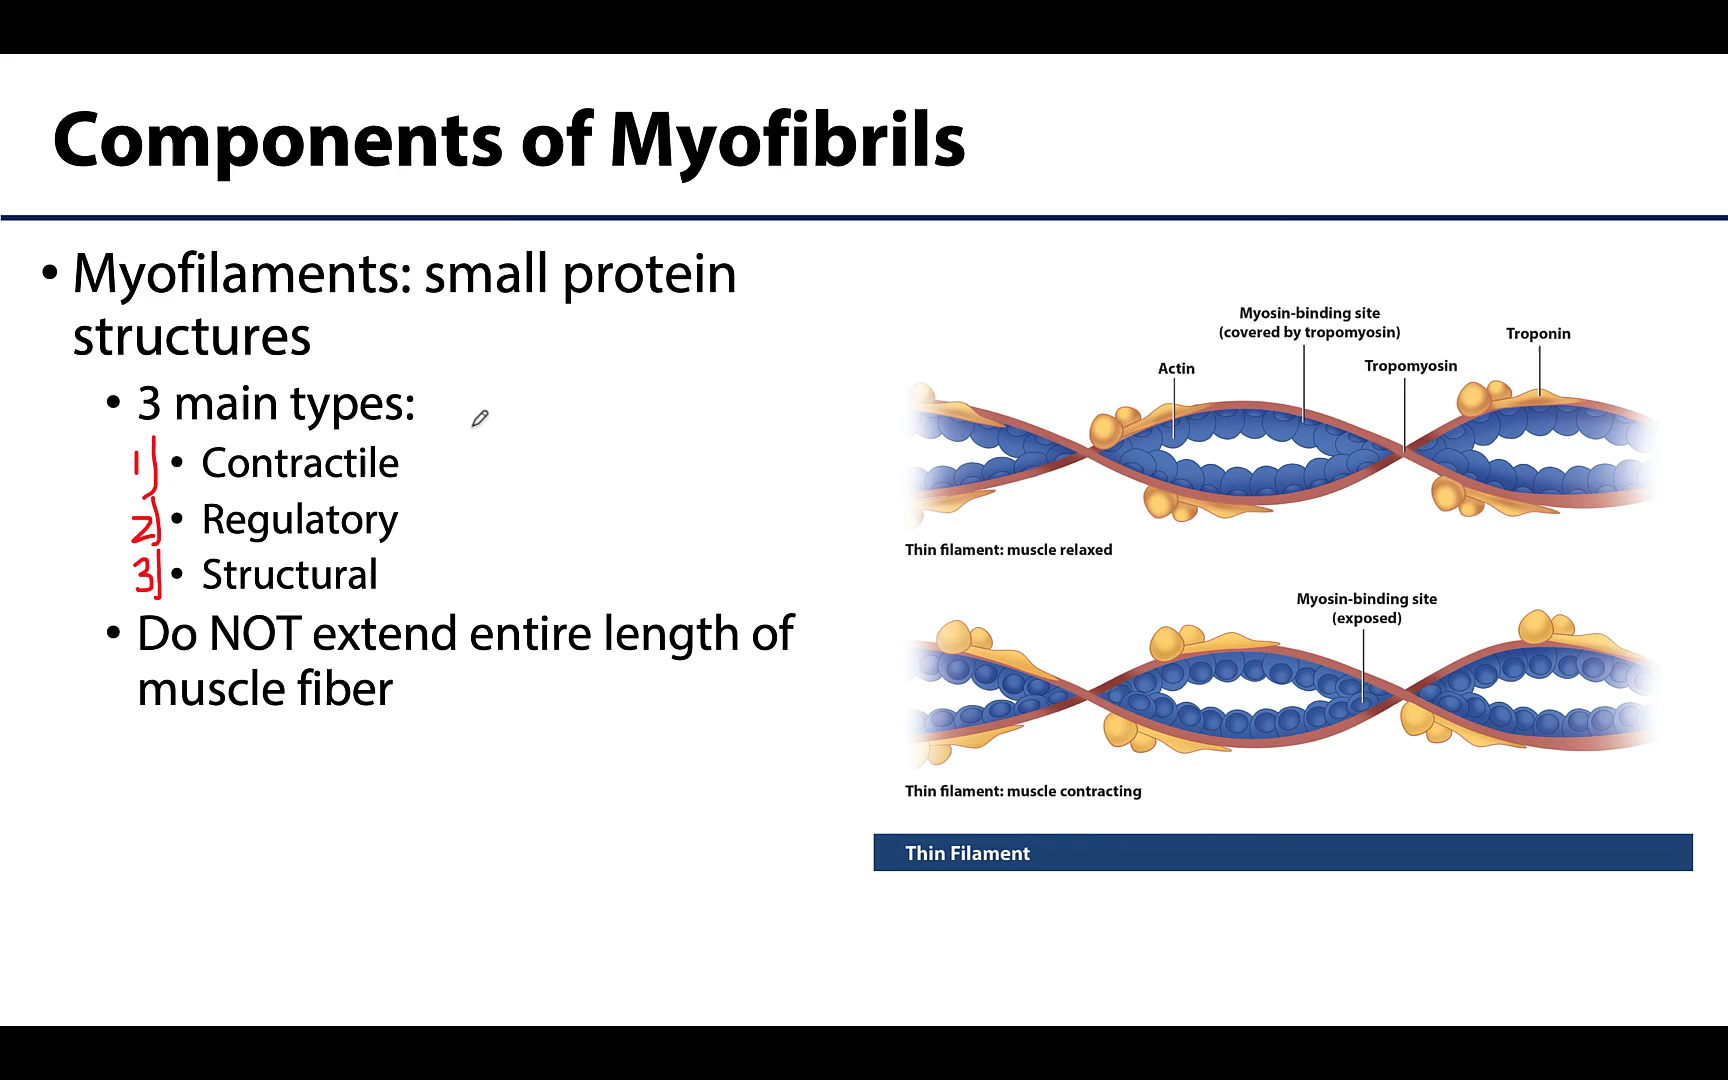 Components of Myofibrils
• Myofilaments: small protein
structures
• 3 main types:
1) • Contractile
2) • Regulatory
3) • Structural
• Do NOT extend entire length of
muscle fiber
Myosin-binding site
(covered by tropomyosin)
Troponin
Actin
Tropomyosin
Thin filament: muscle relaxed
Myosin-binding site
(exposed)
Thin filament: muscle contracting
Thin Filament